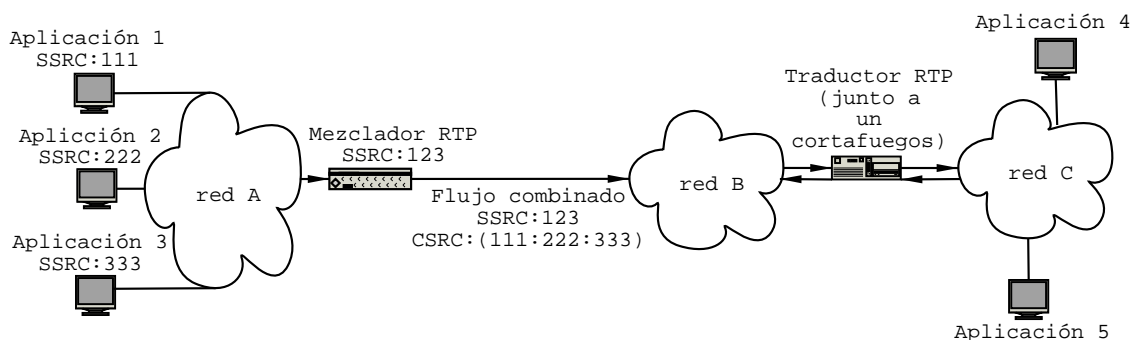 Aplicación 1
SSRC:111
Aplicción 2
SSRC:222
Aplicación 3
SSRC:333
red A
Mezclador RTP
SSRC:123
Flujo combinado
SSRC:123
CSRC:(111:222:333)
red B
Traductor RTP
(junto a
un
cortafuegos)
red C
Aplicación 4
Aplicación 5